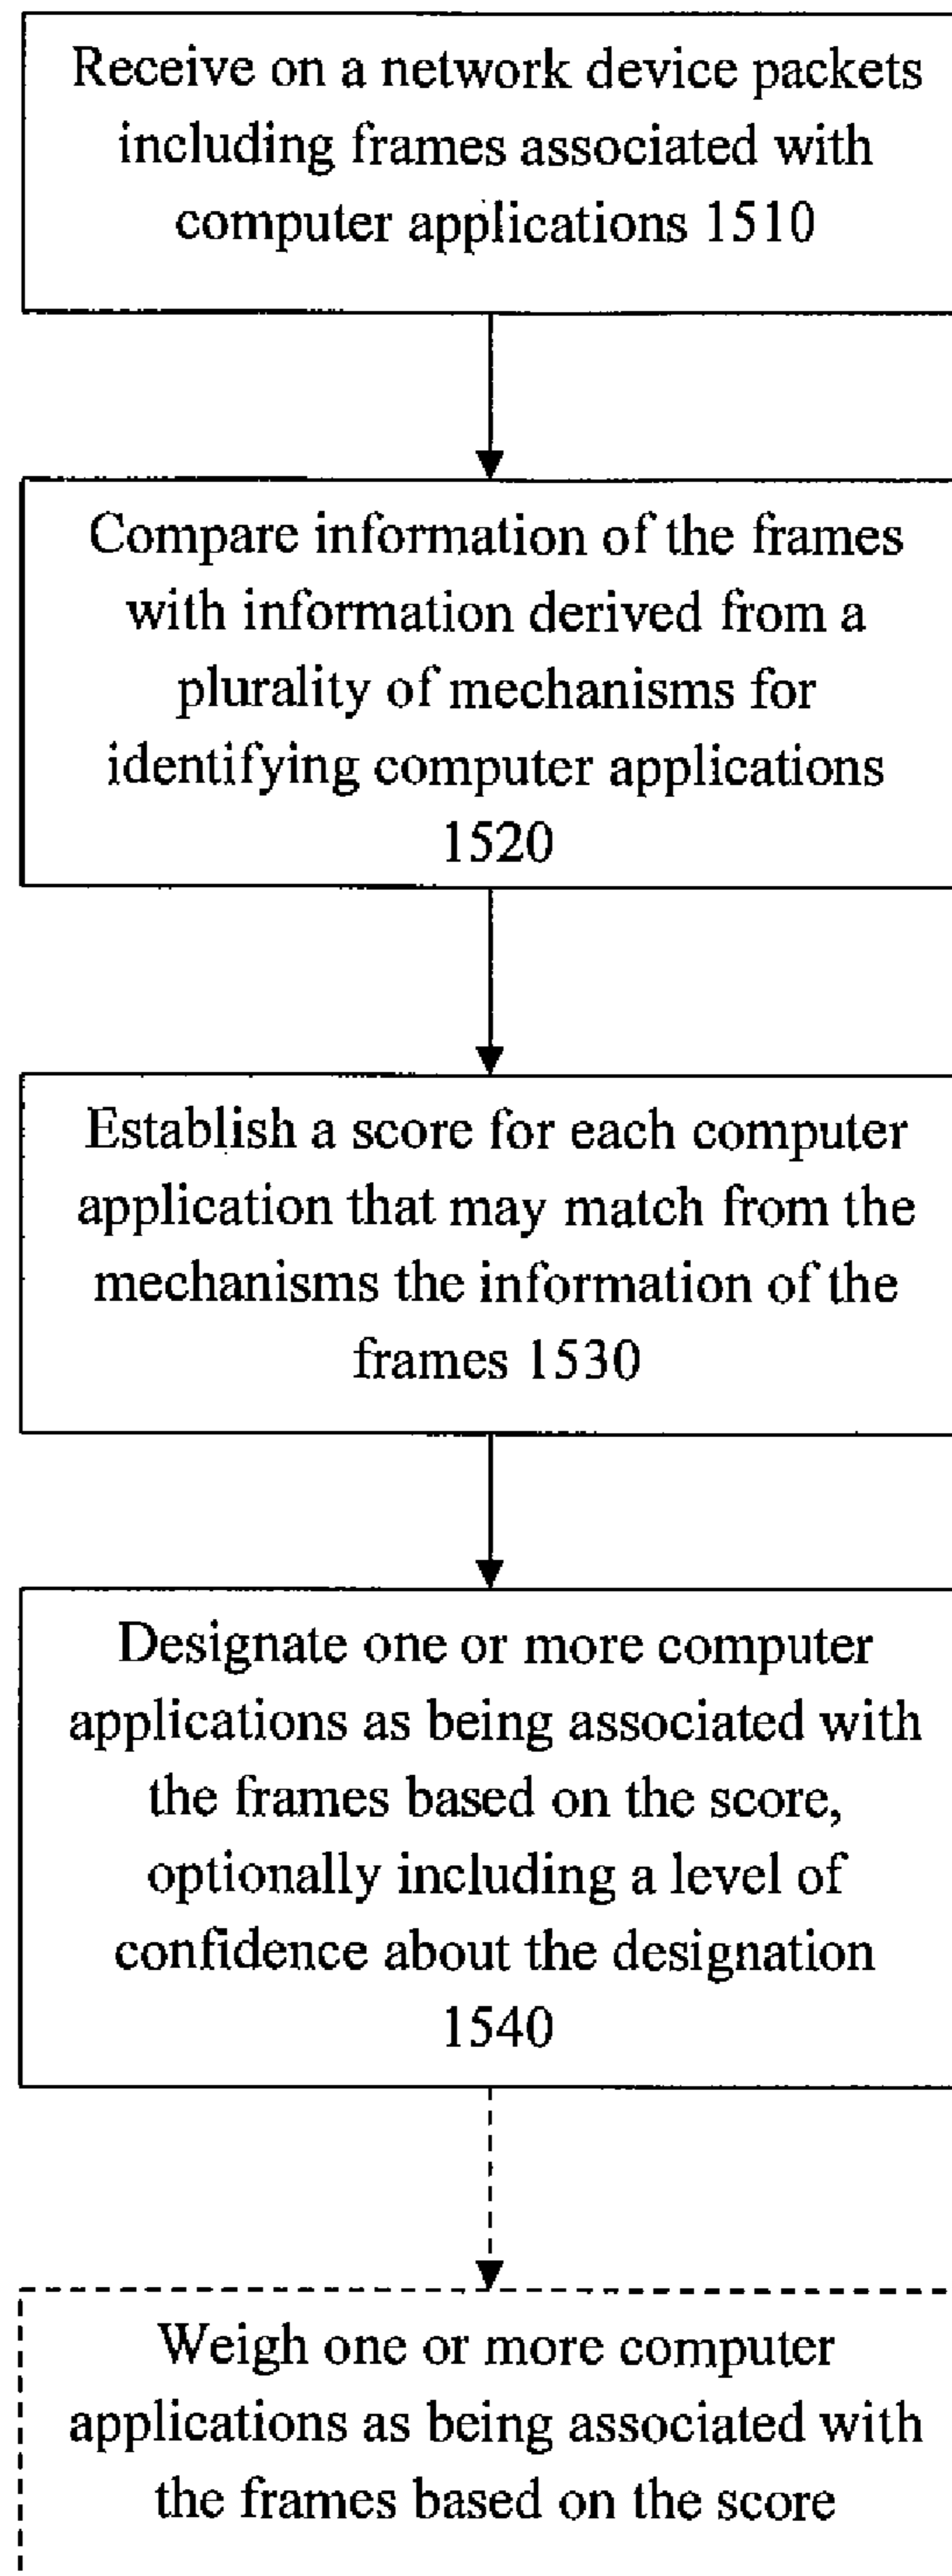 Receive on a network device packets
including frames associated with
computer applications 1510
Compare information of the frames
with information derived from a
plurality of mechanisms for
identifying computer applications
1520
Establish a score for each computer
application that may match from the
mechanisms the information of the
frames 1530
Designate one or more computer
applications as being associated with
the frames based on the score,
optionally including a level of
confidence about the designation
1540
Weigh one or more computer
applications as being associated with
the frames based on the score